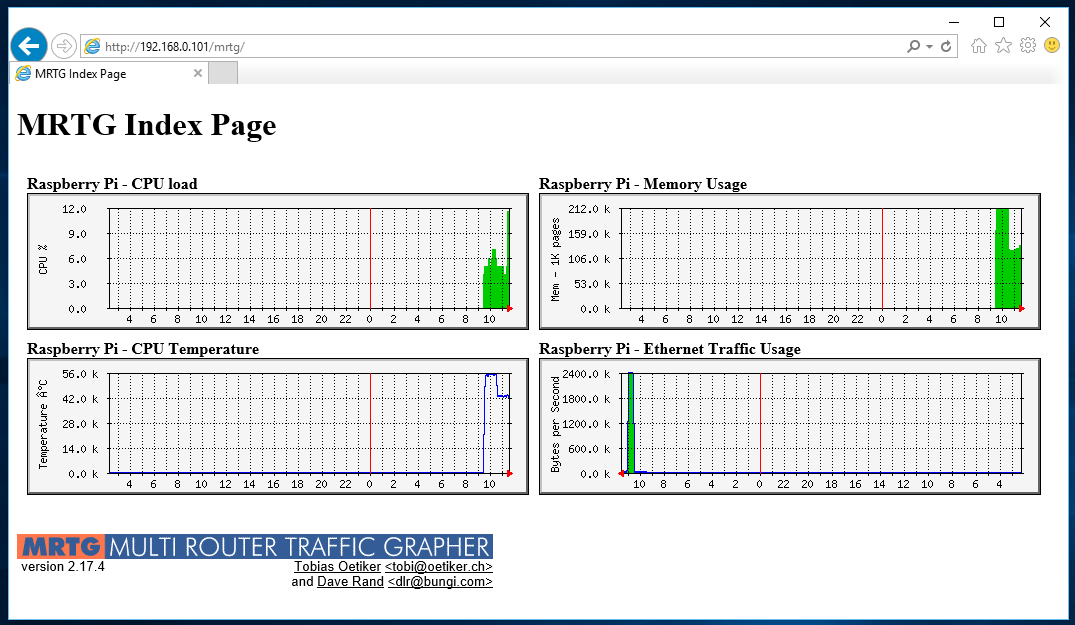 http://192.168.0.101/mrtg/
MRTG Index Page
MRTG Index Page
Raspberry Pi - CPU load
12.0
9.0
6.0
3.0
0.0
CPU %
4 6 8 10 12 14 16 18 20 22 0 2 4 6 8 10
Raspberry Pi - Memory Usage
212.0 k
159.0 k
106.0 k
53.0 k
0.0 k
Mem - 1K pages
4 6 8 10 12 14 16 18 20 22 0 2 4 6 8 10
Raspberry Pi - CPU Temperature
56.0 k
42.0 k
28.0 k
14.0 k
0.0 k
Temperature Â°C
4 6 8 10 12 14 16 18 20 22 0 2 4 6 8 10
Raspberry Pi - Ethernet Traffic Usage
2400.0 k
1800.0 k
1200.0 k
600.0 k
0.0 k
Bytes per Second
10 8 6 4 2 0 22 20 18 16 14 12 10 8 6 4
MRTG MULTI ROUTER TRAFFIC GRAPHER
version 2.17.4 Tobias Oetiker <tobi@oetiker.ch>
and Dave Rand <dlr@bungi.com>